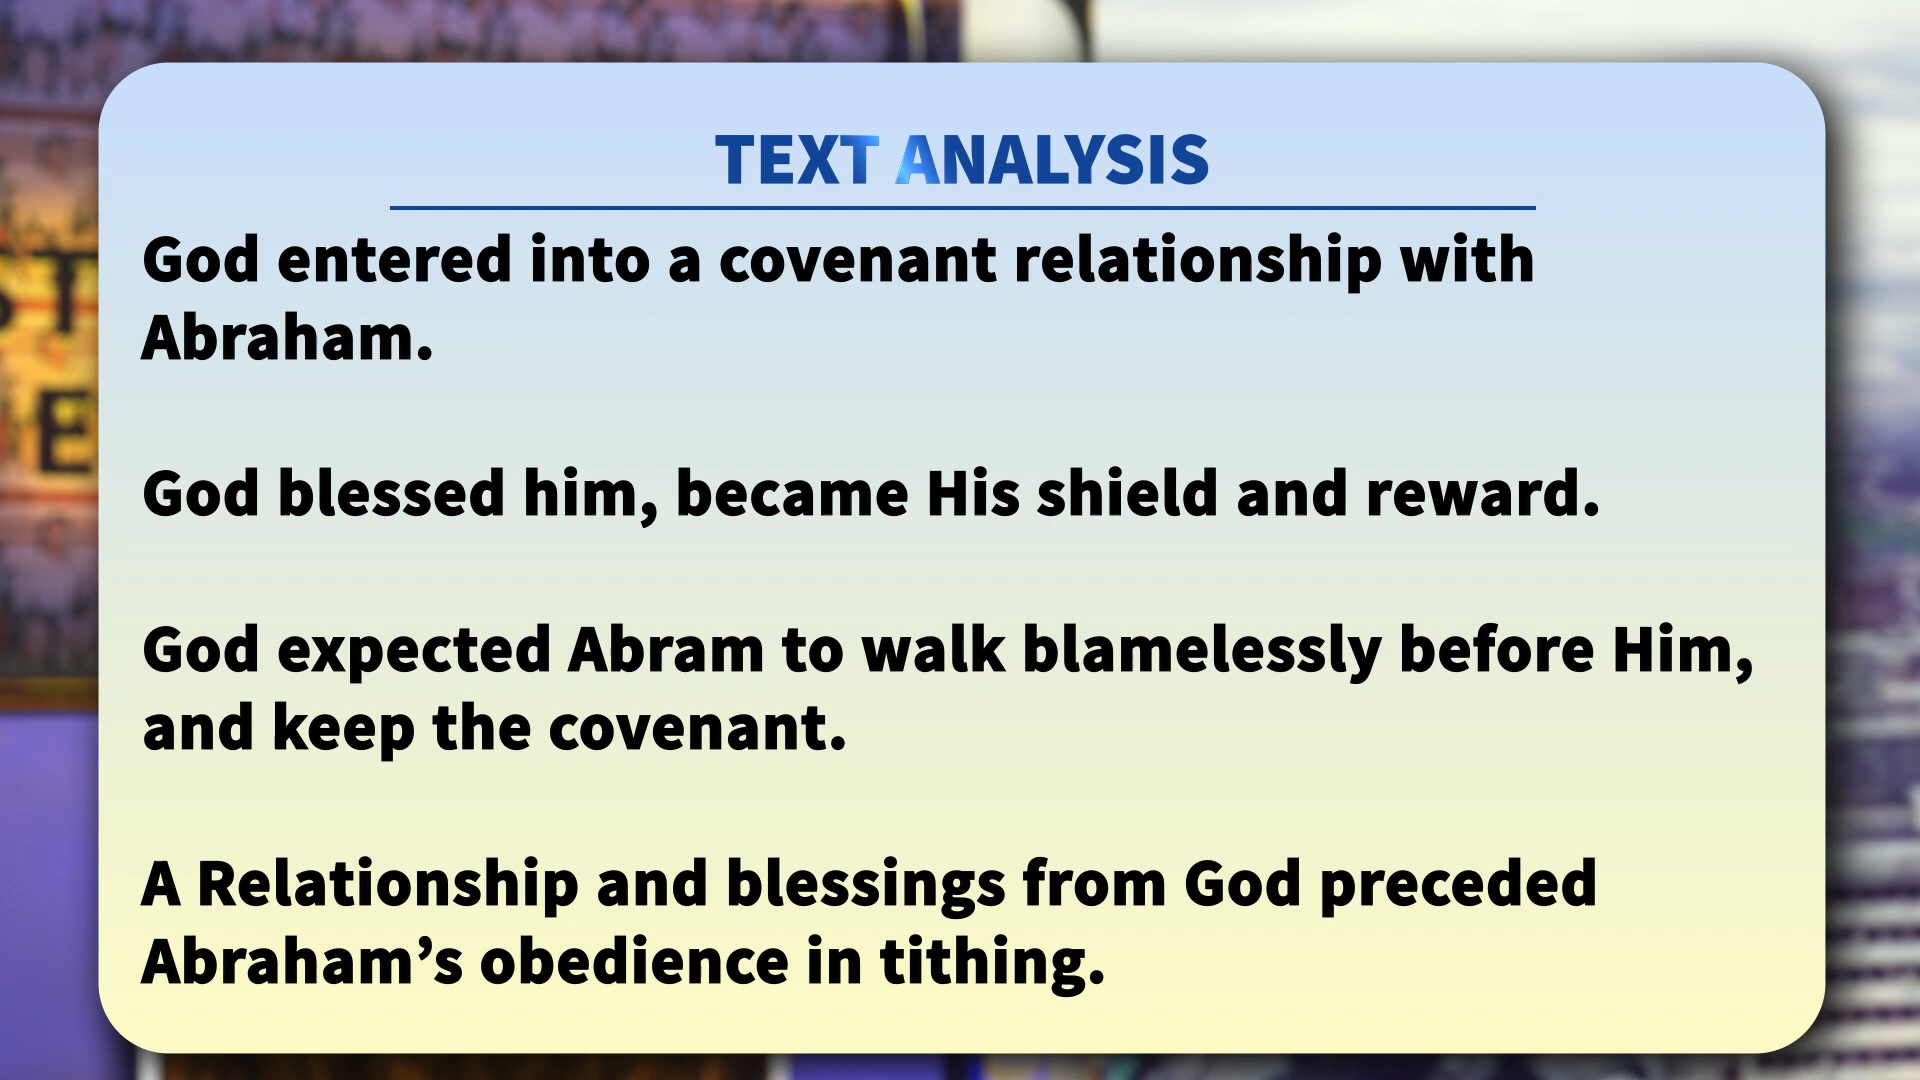 TEXT ANALYSIS
God entered into a covenant relationship with
Abraham.
God blessed him, became His shield and reward.
God expected Abram to walk blamelessly before Him,
and keep the covenant.
A Relationship and blessings from God preceded
Abraham’s obedience in tithing.